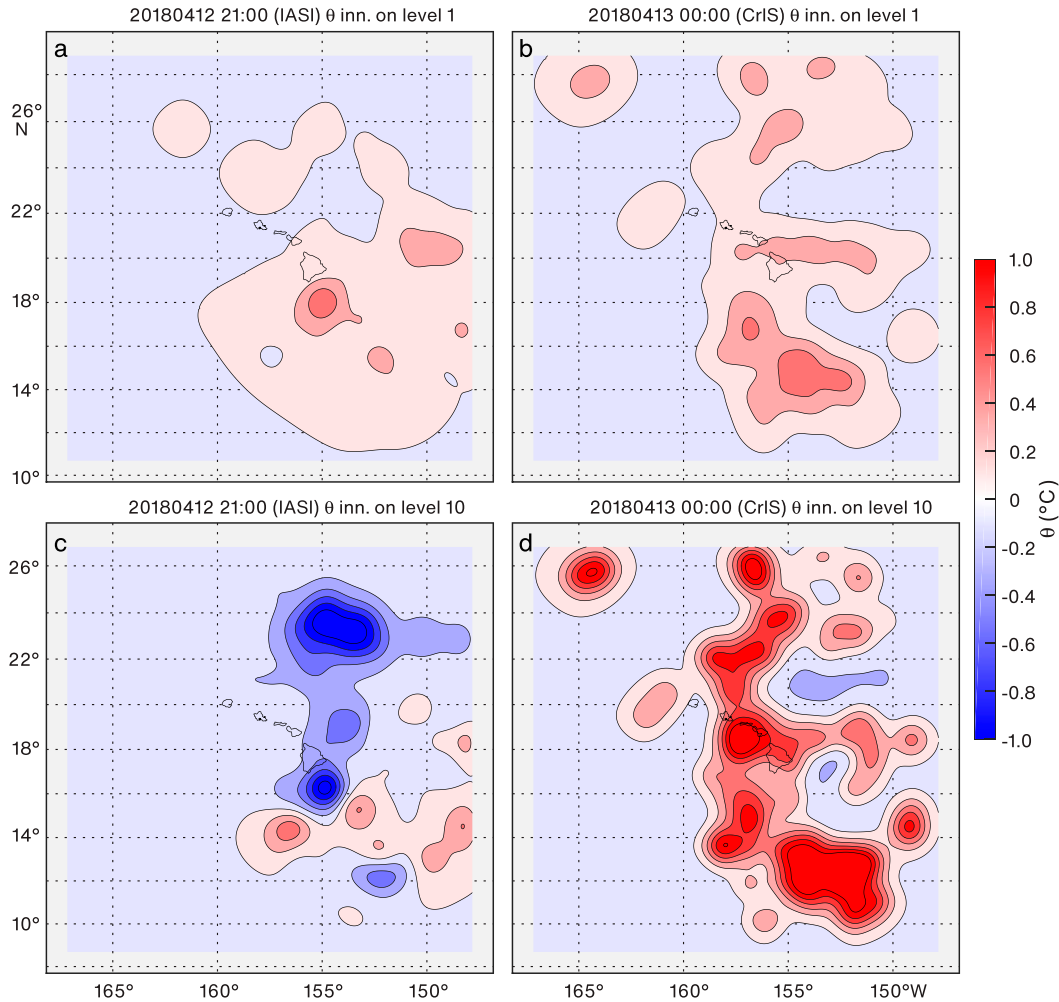 20180412 21:00 (IASI) θ inn. on level 1
20180413 00:00 (CrIS) θ inn. on level 1
a
b
26°
N
22°
18°
14°
10°
1.0
0.8
0.6
0.4
0.2
0
-0.2
-0.4
-0.6
-0.8
-1.0
θ (°C)
20180412 21:00 (IASI) θ inn. on level 10
20180413 00:00 (CrIS) θ inn. on level 10
c
d
26°
22°
18°
14°
10°
165°
160°
155°
150°
165°
160°
155°
150°W